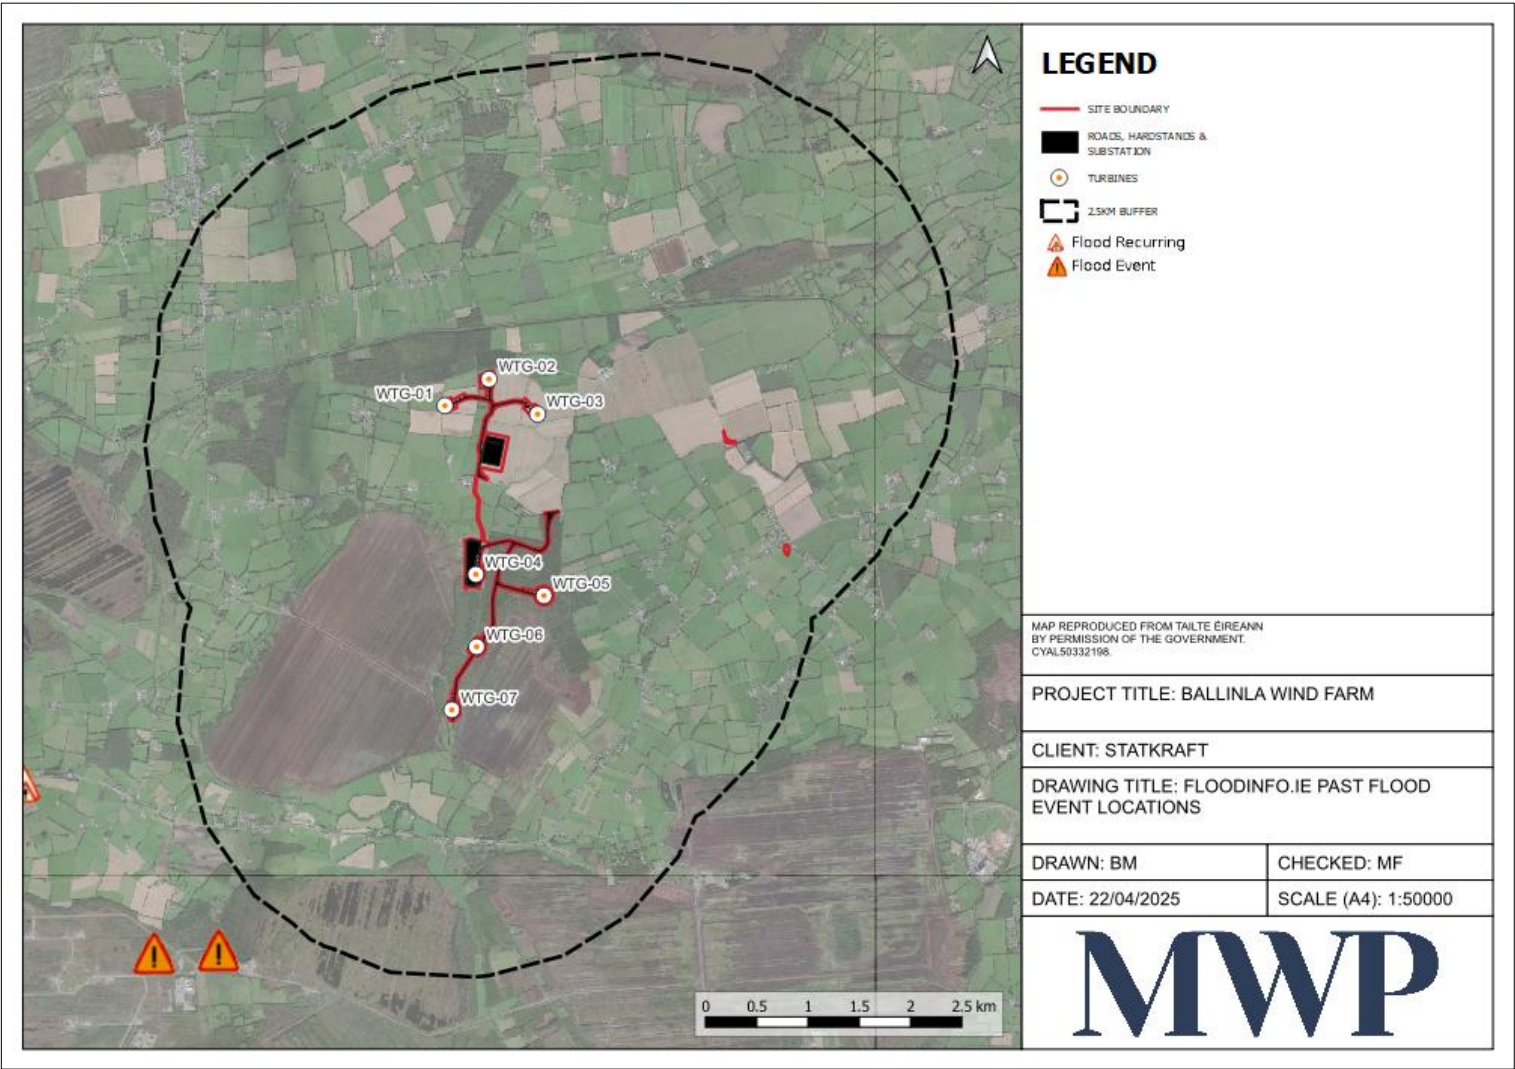 LEGEND
SITE BOUNDARY
ROADS, HARDSTANDS &
SUBSTATION
TURBINES
2.5KM BUFFER
Flood Recurring
Flood Event
WTG-02
WTG-01
WTG-03
WTG-04
WTG-05
WTG-06
WTG-07
0 0.5 1 1.5 2 2.5 km
MAP REPRODUCED FROM TAILTE ÉIREANN
BY PERMISSION OF THE GOVERNMENT.
CYAL50332198.
PROJECT TITLE: BALLINLA WIND FARM
CLIENT: STATKRAFT
DRAWING TITLE: FLOODINFO.IE PAST FLOOD
EVENT LOCATIONS
DRAWN: BM
CHECKED: MF
DATE: 22/04/2025
SCALE (A4): 1:50000
MWP